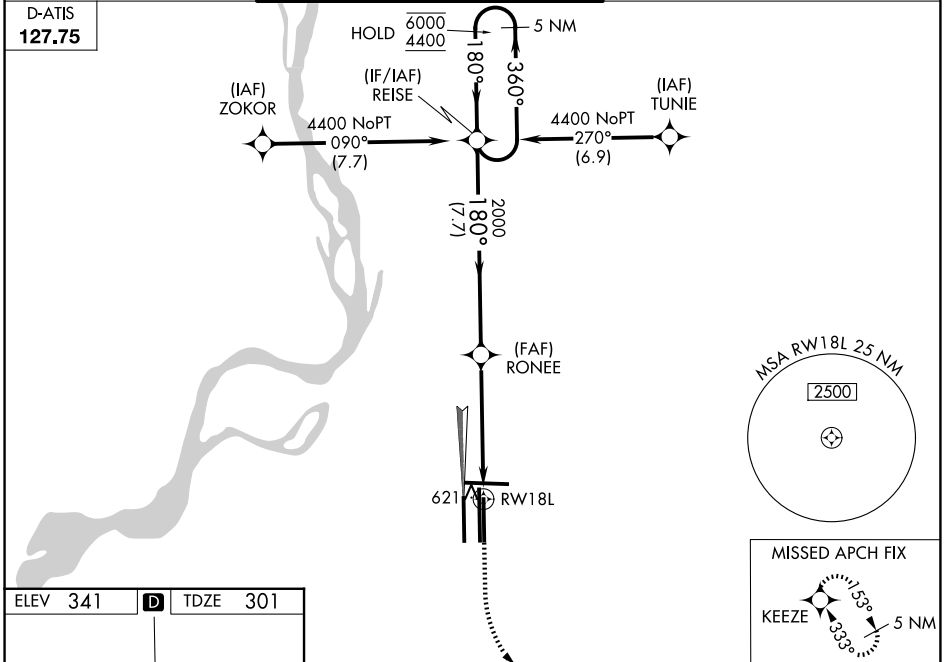 D-ATIS
127.75
HOLD
6000
4400
5 NM
180°
360°
(IF/IAF)
REISE
(IAF)
ZOKOR
4400 NoPT
090°
(7.7)
(IAF)
TUNIE
4400 NoPT
270°
(6.9)
2000
180°
(7.7)
(FAF)
RONEE
MSA RW18L 25 NM
2500
621
RW18L
MISSED APCH FIX
KEEZE
153°
333°
5 NM
ELEV 341 D TDZE 301